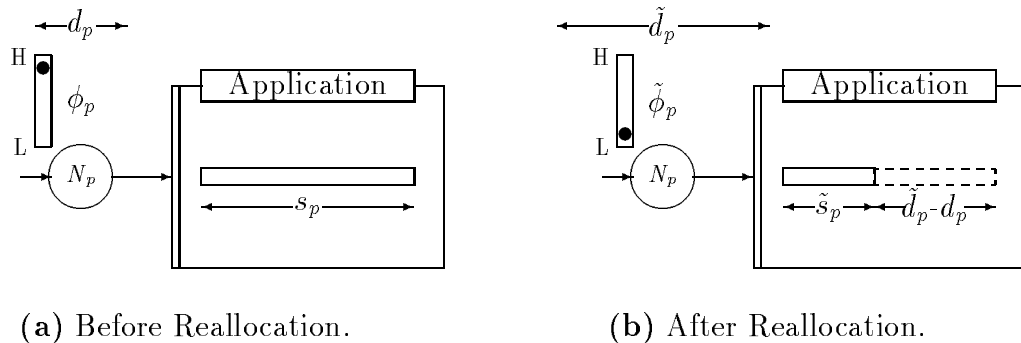 d_p
H
Application
ϕ_p
L
N_p
s_p
(a) Before Reallocation.
d̃_p
H
Application
ϕ̃_p
L
N_p
s̃_p
d̃_p-d_p
(b) After Reallocation.